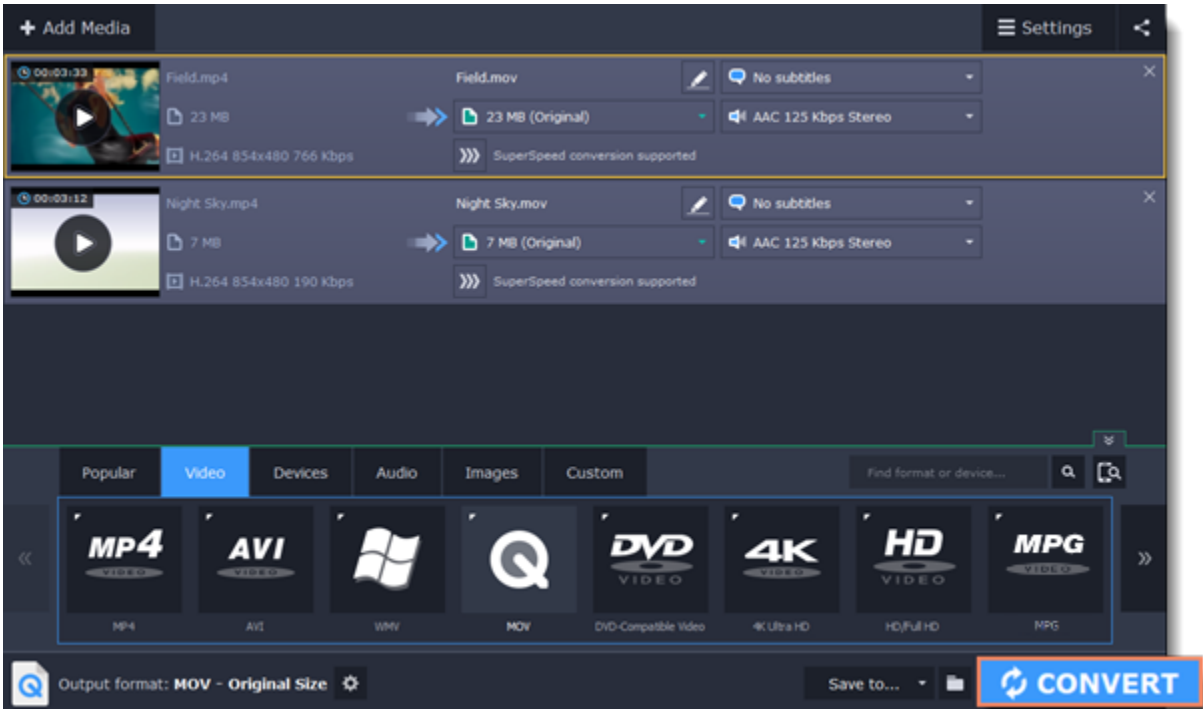 Add Media
Settings
00:03:33
Field.mp4
Field.mov
No subtitles
23 MB
23 MB (Original)
AAC 125 Kbps Stereo
H.264 854x480 766 Kbps
SuperSpeed conversion supported
00:03:12
Night Sky.mp4
Night Sky.mov
No subtitles
7 MB
7 MB (Original)
AAC 125 Kbps Stereo
H.264 854x480 190 Kbps
SuperSpeed conversion supported
Popular Video Devices Audio Images Custom
Find format or device...
MP4 VIDEO
AVI VIDEO
DVD VIDEO
4K VIDEO
HD VIDEO
MPG VIDEO
MP4 AVI WMV MOV DVD-Compatible Video 4K Ultra HD HD/Full HD MPG
Output format: MOV - Original Size
Save to...
CONVERT